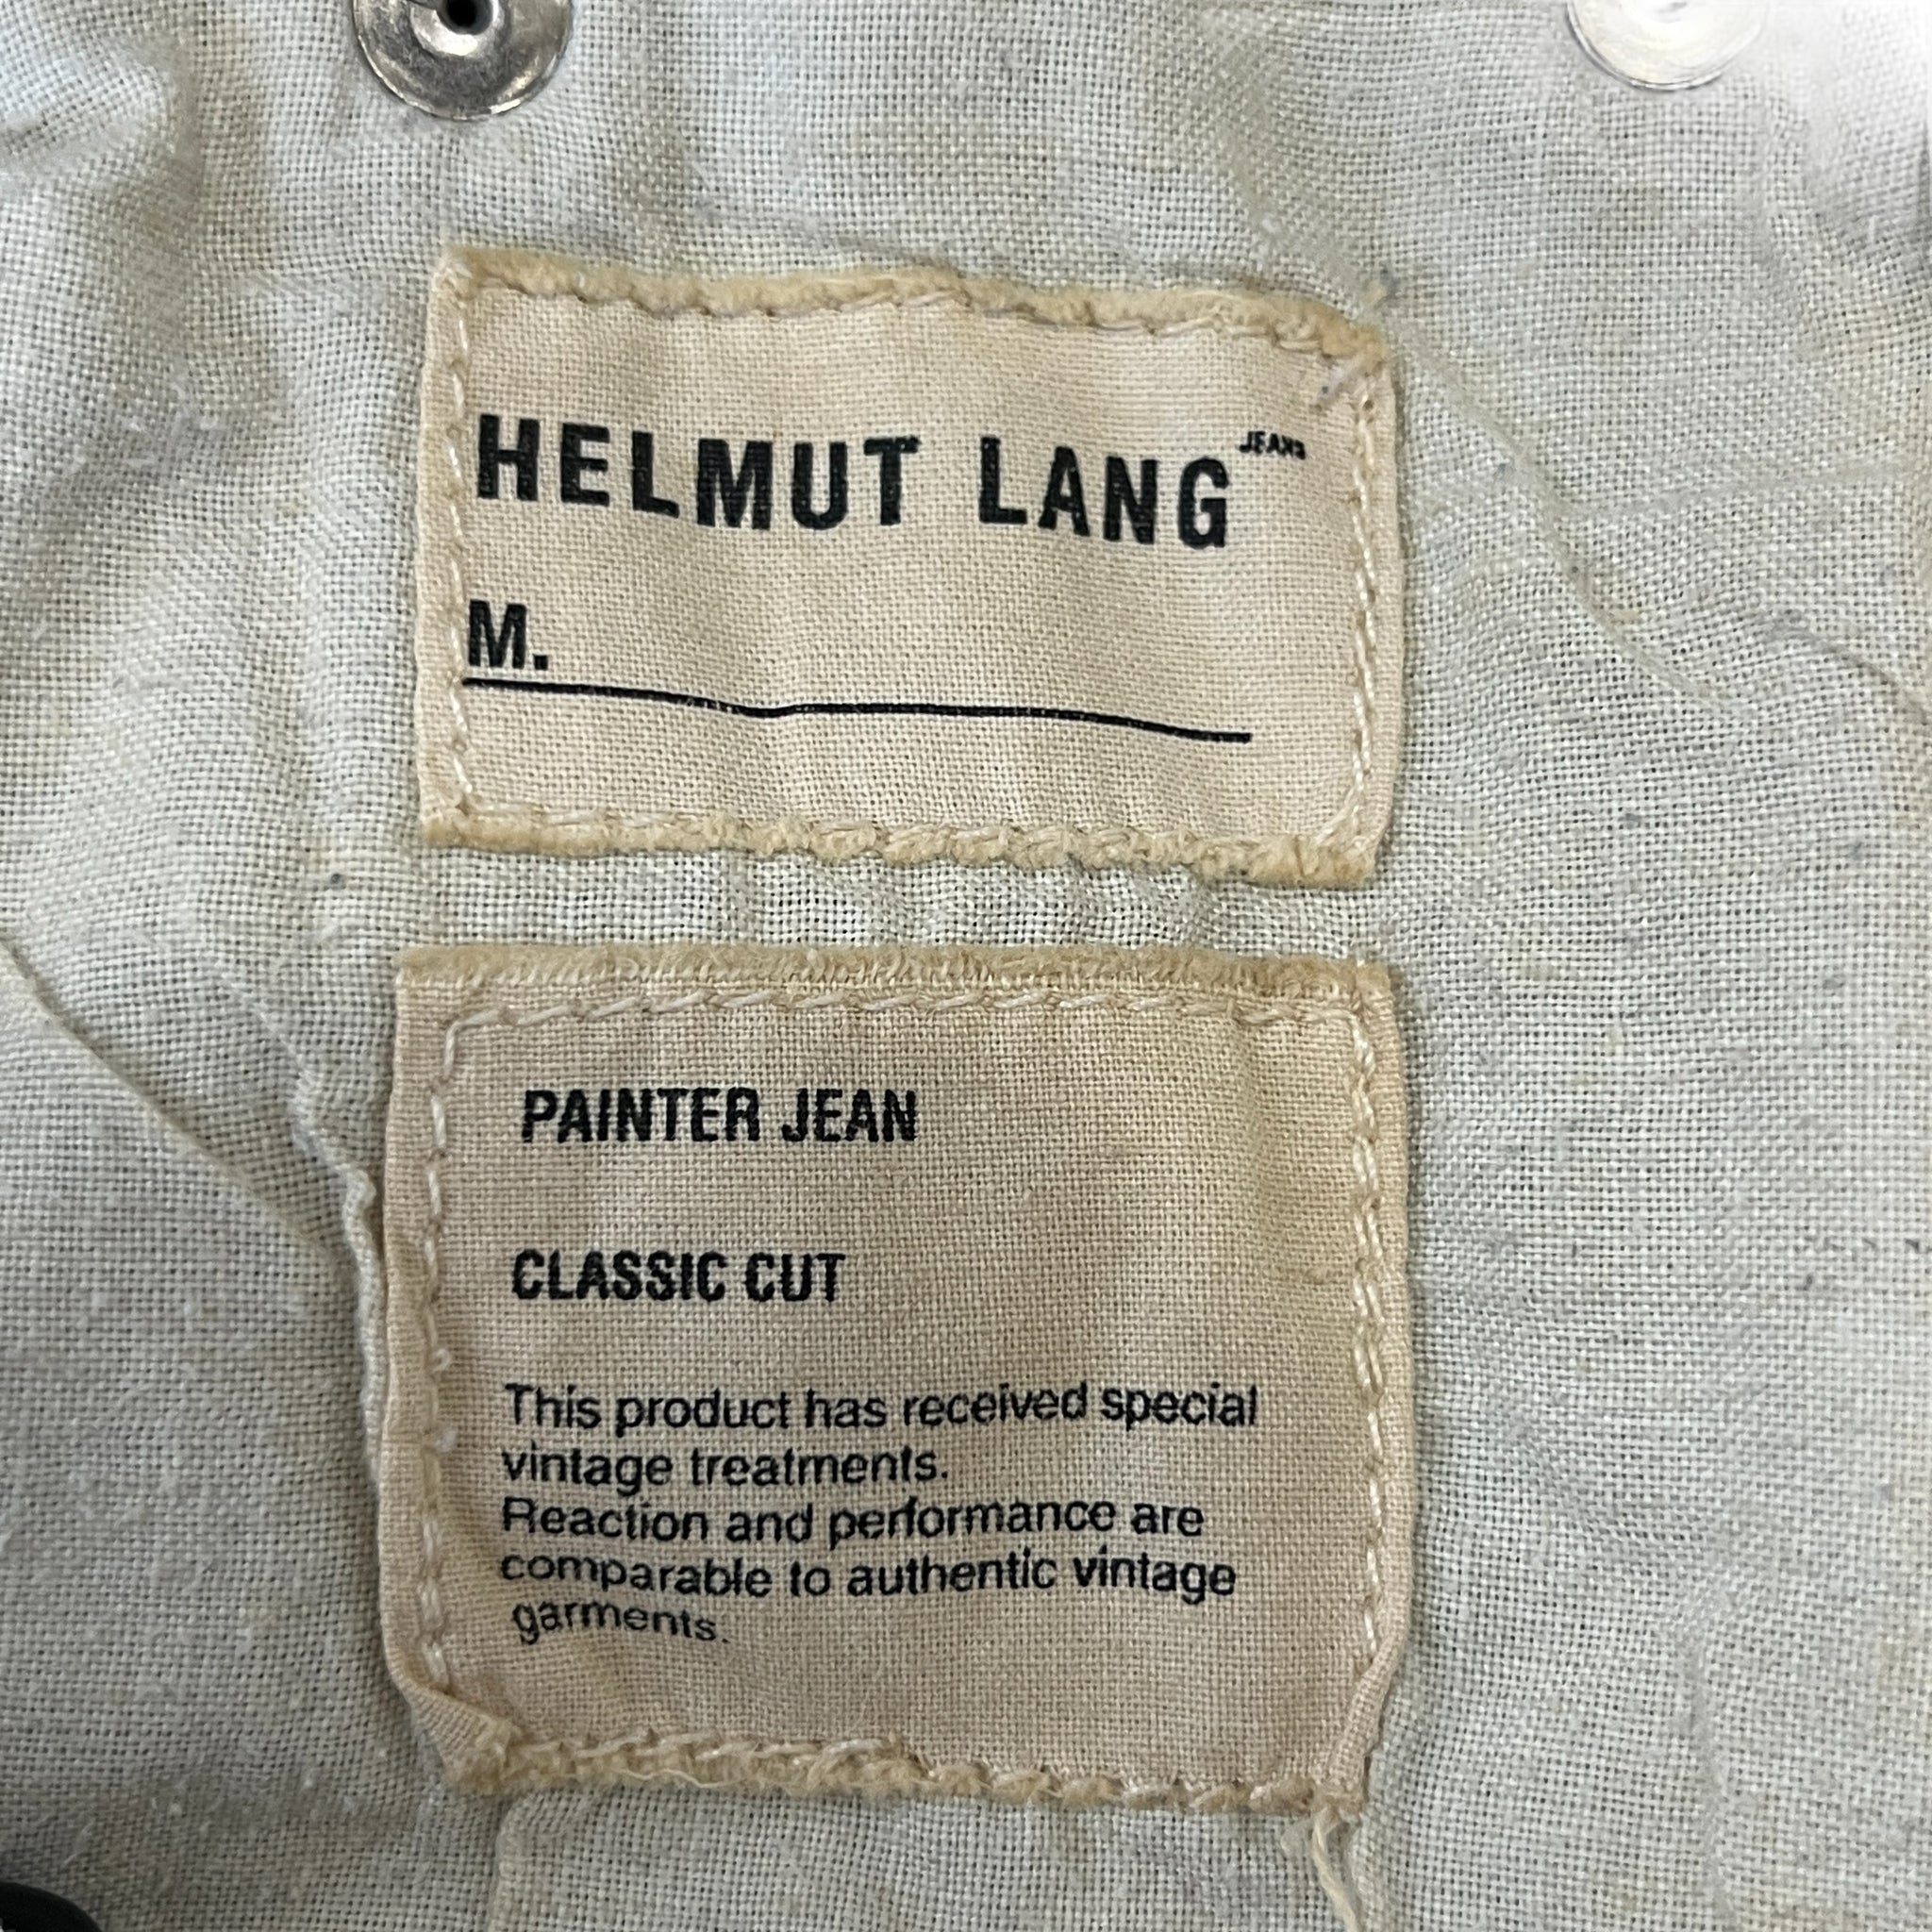 HELMUT LANG JEANS
M.
PAINTER JEAN
CLASSIC CUT
This product has received special
vintage treatments.
Reaction and performance are
comparable to authentic vintage
garments.